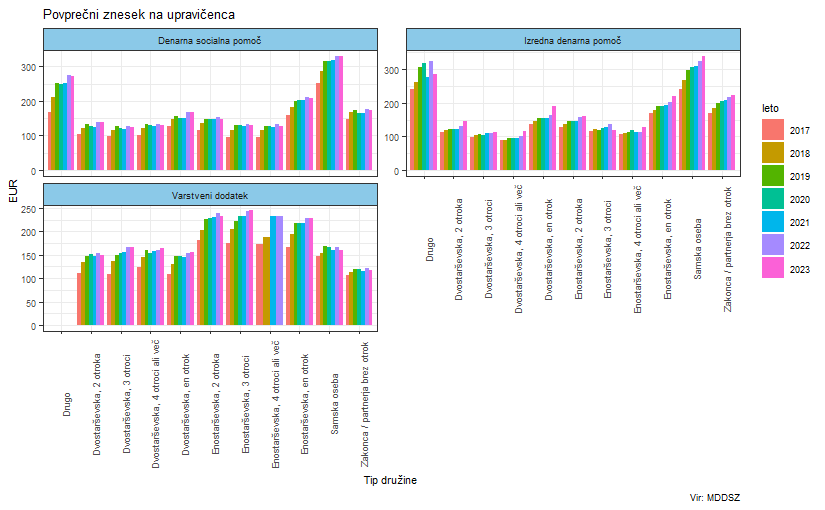 Povprečni znesek na upravičenca
Denarna socialna pomoč
Izredna denarna pomoč
300
200
100
0
300
200
100
0
Varstveni dodatek
250
200
150
100
50
0
EUR
Drugo
Dvostarševska, 2 otroka
Dvostarševska, 3 otroci
Dvostarševska, 4 otroci ali več
Dvostarševska, en otrok
Enostarševska, 2 otroka
Enostarševska, 3 otroci
Enostarševska, 4 otroci ali več
Enostarševska, en otrok
Samska oseba
Zakonca / partnerja brez otrok
Drugo
Dvostarševska, 2 otroka
Dvostarševska, 3 otroci
Dvostarševska, 4 otroci ali več
Dvostarševska, en otrok
Enostarševska, 2 otroka
Enostarševska, 3 otroci
Enostarševska, 4 otroci ali več
Enostarševska, en otrok
Samska oseba
Zakonca / partnerja brez otrok
Tip družine
leto
2017
2018
2019
2020
2021
2022
2023
Vir: MDDSZ